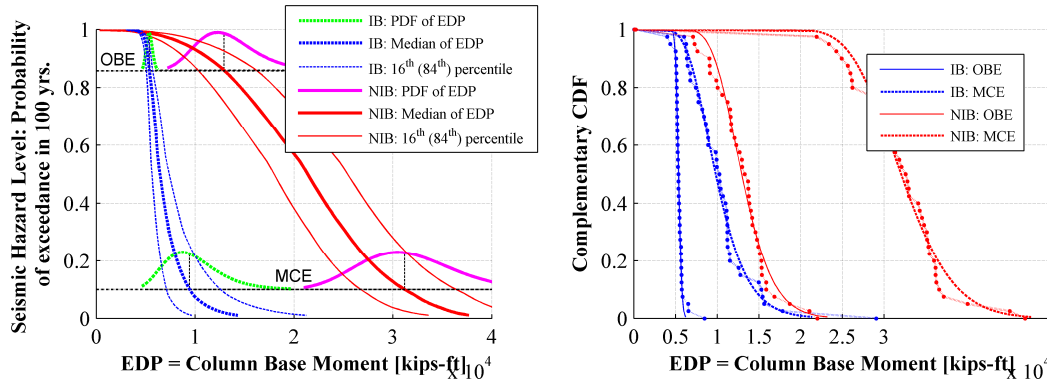 Seismic Hazard Level: Probability
of exceedance in 100 yrs.
1
0.8
0.6
0.4
0.2
0
OBE
MCE
IB: PDF of EDP
IB: Median of EDP
IB: 16th (84th) percentile
NIB: PDF of EDP
NIB: Median of EDP
NIB: 16th (84th) percentile
0 1 2 3 4
EDP = Column Base Moment [kips-ft]
x 10^4
Complementary CDF
1
0.8
0.6
0.4
0.2
0
IB: OBE
IB: MCE
NIB: OBE
NIB: MCE
0 0.5 1 1.5 2 2.5 3
EDP = Column Base Moment [kips-ft]
x 10^4